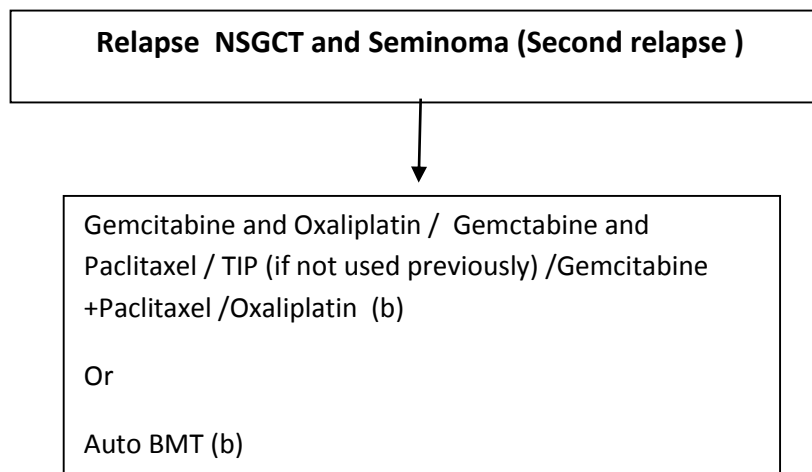 Relapse NSGCT and Seminoma (Second relapse )
Gemcitabine and Oxaliplatin / Gemctabine and
Paclitaxel / TIP (if not used previously) /Gemcitabine
+Paclitaxel /Oxaliplatin (b)
Or
Auto BMT (b)